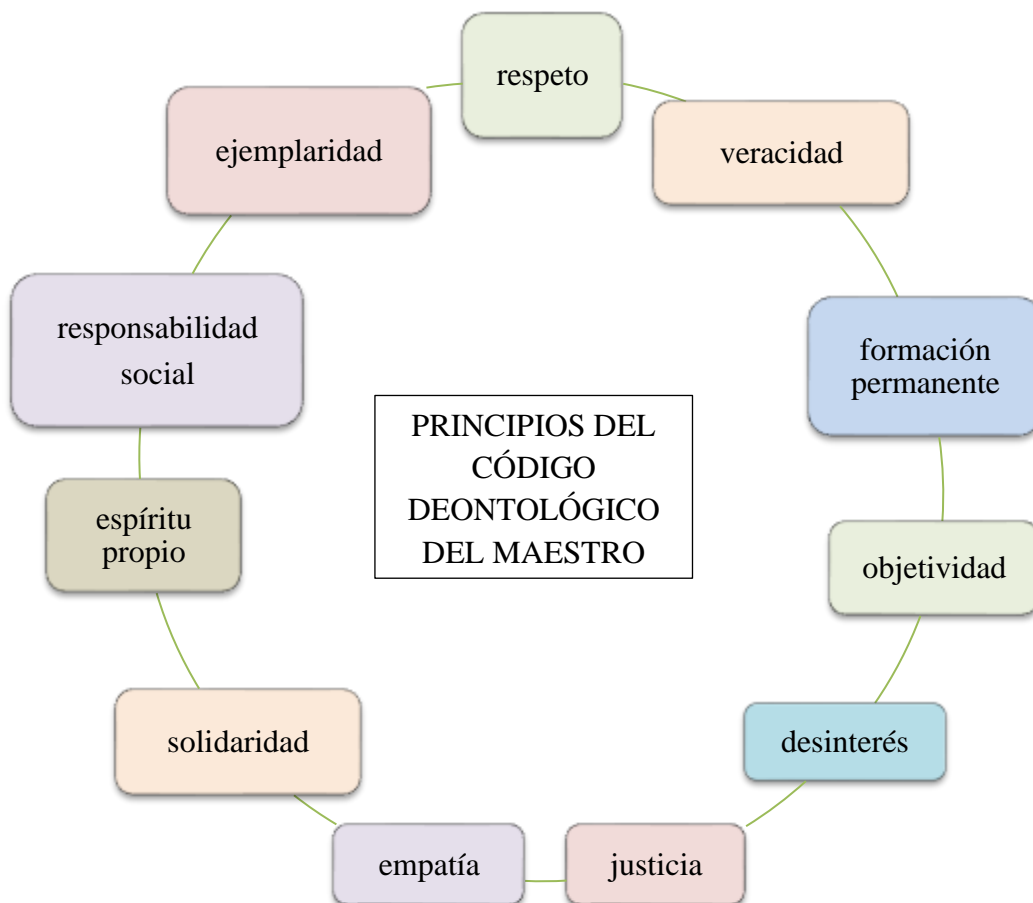 respeto
veracidad
formación
permanente
objetividad
desinterés
justicia
empatía
solidaridad
espíritu
propio
responsabilidad
social
ejemplaridad
PRINCIPIOS DEL
CÓDIGO
DEONTOLÓGICO
DEL MAESTRO